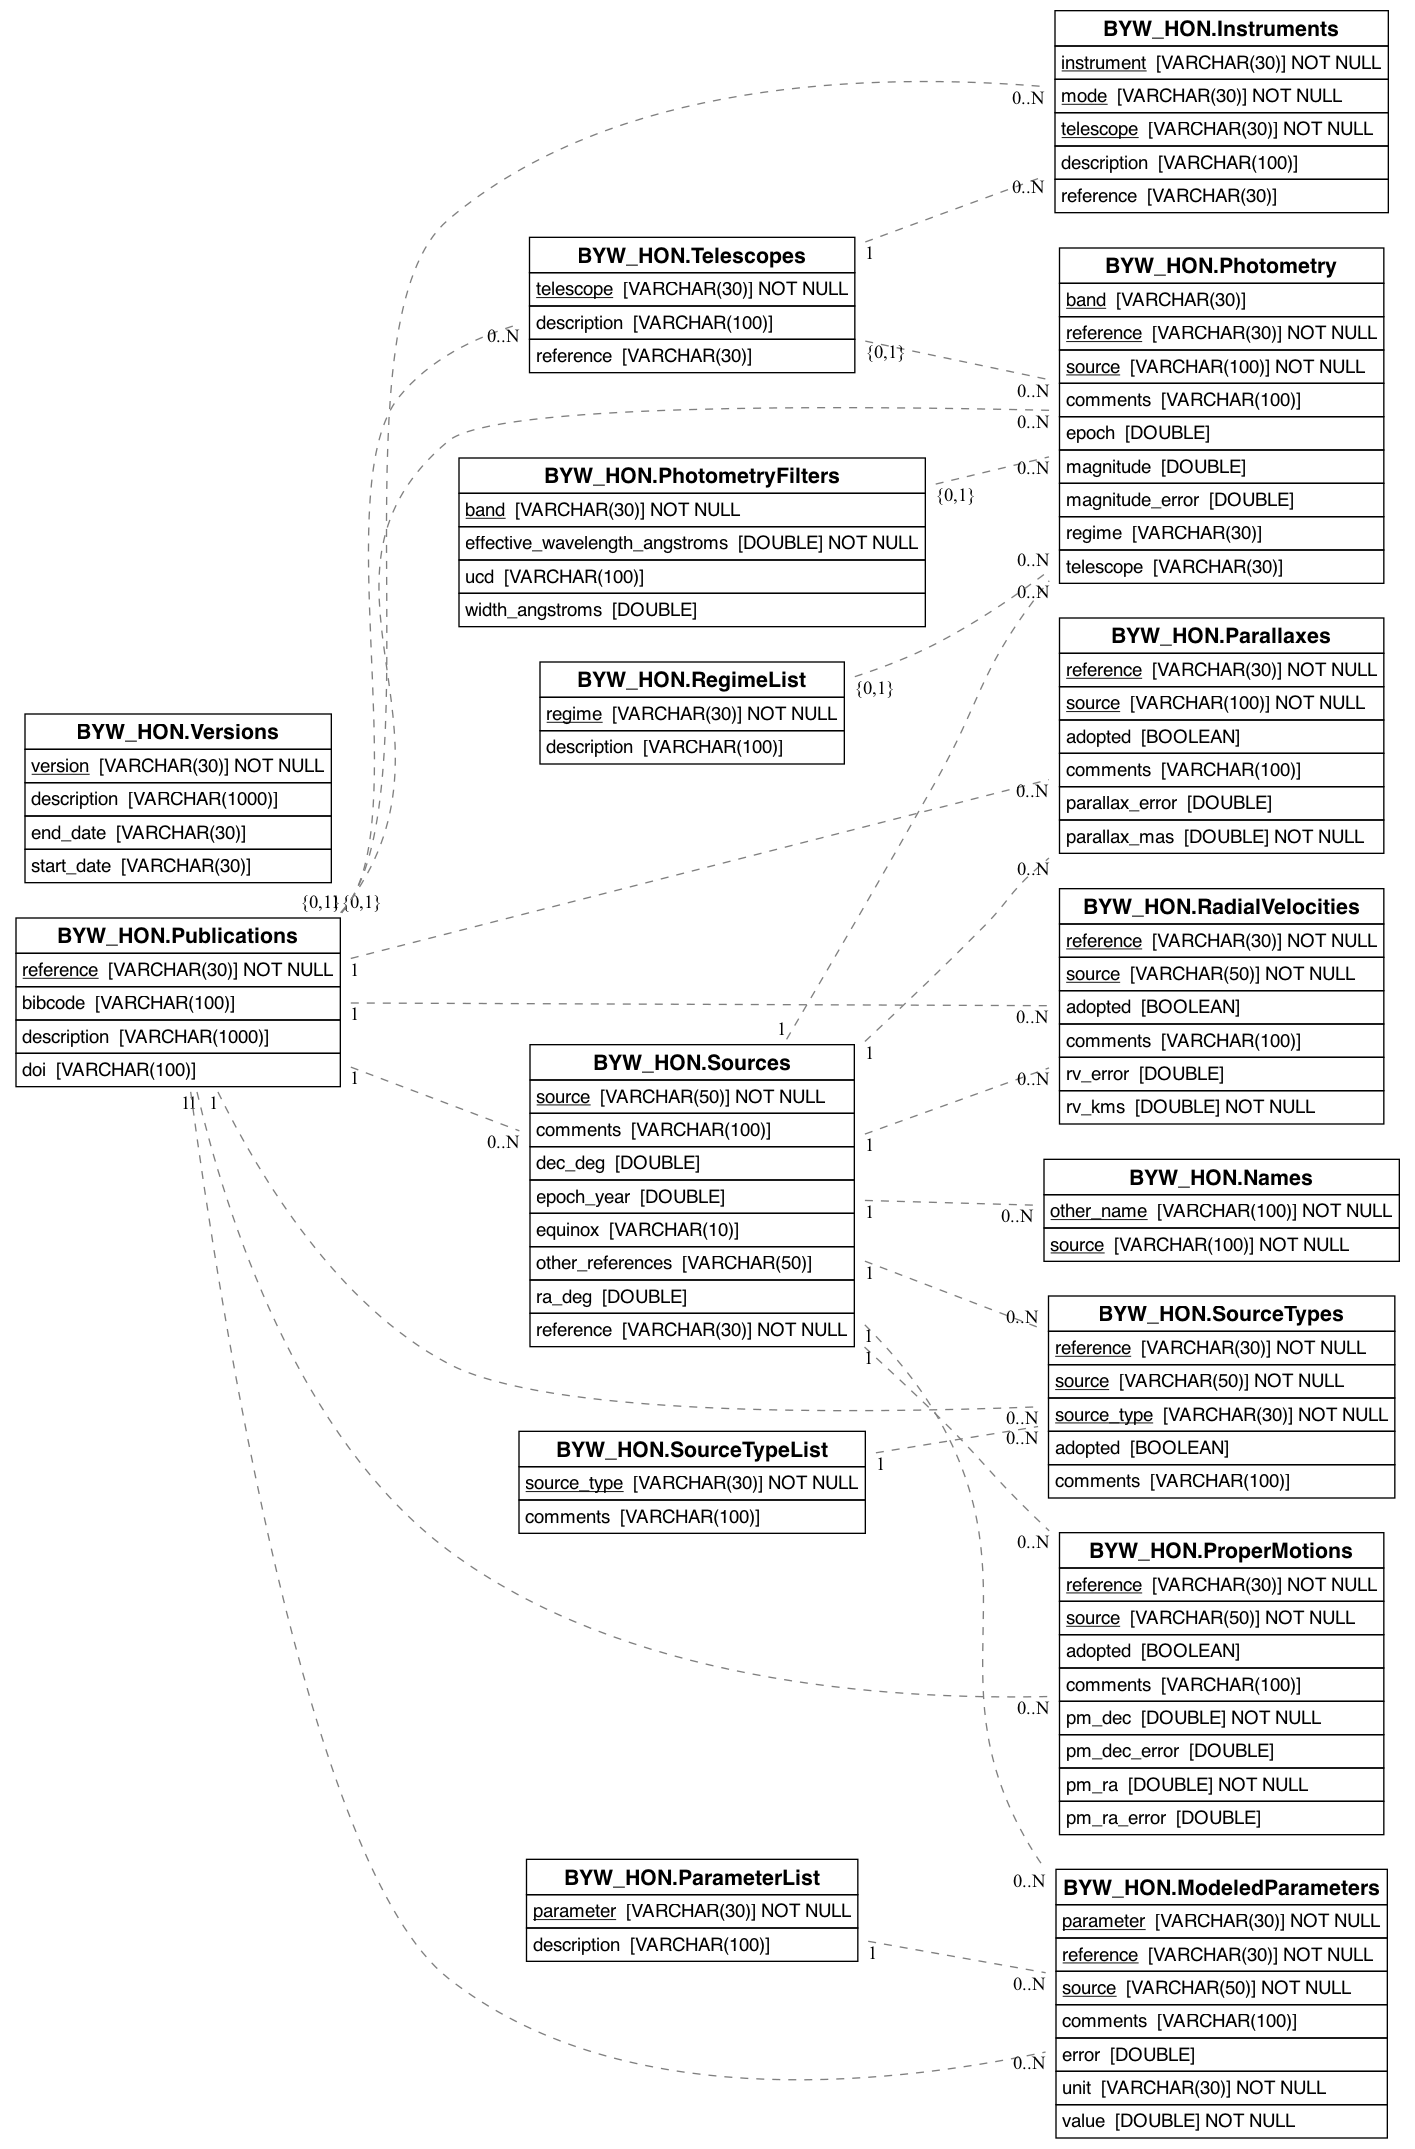 BYW_HON.Instruments
instrument [VARCHAR(30)] NOT NULL
mode [VARCHAR(30)] NOT NULL
telescope [VARCHAR(30)] NOT NULL
description [VARCHAR(100)]
reference [VARCHAR(30)]
0..N
0..N
BYW_HON.Telescopes
telescope [VARCHAR(30)] NOT NULL
description [VARCHAR(100)]
reference [VARCHAR(30)]
1
0..N
{0,1}
BYW_HON.Photometry
band [VARCHAR(30)]
reference [VARCHAR(30)] NOT NULL
source [VARCHAR(100)] NOT NULL
comments [VARCHAR(100)]
epoch [DOUBLE]
magnitude [DOUBLE]
magnitude_error [DOUBLE]
regime [VARCHAR(30)]
telescope [VARCHAR(30)]
0..N
0..N
0..N
0..N
0..N
BYW_HON.PhotometryFilters
band [VARCHAR(30)] NOT NULL
effective_wavelength_angstroms [DOUBLE] NOT NULL
ucd [VARCHAR(100)]
width_angstroms [DOUBLE]
{0,1}
BYW_HON.RegimeList
regime [VARCHAR(30)] NOT NULL
description [VARCHAR(100)]
{0,1}
BYW_HON.Parallaxes
reference [VARCHAR(30)] NOT NULL
source [VARCHAR(100)] NOT NULL
adopted [BOOLEAN]
comments [VARCHAR(100)]
parallax_error [DOUBLE]
parallax_mas [DOUBLE] NOT NULL
0..N
0..N
BYW_HON.Versions
version [VARCHAR(30)] NOT NULL
description [VARCHAR(1000)]
end_date [VARCHAR(30)]
start_date [VARCHAR(30)]
{0,1} {0,1}
BYW_HON.Publications
reference [VARCHAR(30)] NOT NULL
bibcode [VARCHAR(100)]
description [VARCHAR(1000)]
doi [VARCHAR(100)]
1
1
1
1 1 1
BYW_HON.RadialVelocities
reference [VARCHAR(30)] NOT NULL
source [VARCHAR(50)] NOT NULL
adopted [BOOLEAN]
comments [VARCHAR(100)]
rv_error [DOUBLE]
rv_kms [DOUBLE] NOT NULL
0..N
0..N
1
BYW_HON.Sources
source [VARCHAR(50)] NOT NULL
comments [VARCHAR(100)]
dec_deg [DOUBLE]
epoch_year [DOUBLE]
equinox [VARCHAR(10)]
other_references [VARCHAR(50)]
ra_deg [DOUBLE]
reference [VARCHAR(30)] NOT NULL
0..N
1
1
1
1
1
1
BYW_HON.Names
other_name [VARCHAR(100)] NOT NULL
source [VARCHAR(100)] NOT NULL
0..N
BYW_HON.SourceTypes
reference [VARCHAR(30)] NOT NULL
source [VARCHAR(50)] NOT NULL
source_type [VARCHAR(30)] NOT NULL
adopted [BOOLEAN]
comments [VARCHAR(100)]
0..N
0..N
0..N
BYW_HON.SourceTypeList
source_type [VARCHAR(30)] NOT NULL
comments [VARCHAR(100)]
1
BYW_HON.ProperMotions
reference [VARCHAR(30)] NOT NULL
source [VARCHAR(50)] NOT NULL
adopted [BOOLEAN]
comments [VARCHAR(100)]
pm_dec [DOUBLE] NOT NULL
pm_dec_error [DOUBLE]
pm_ra [DOUBLE] NOT NULL
pm_ra_error [DOUBLE]
0..N
0..N
BYW_HON.ParameterList
parameter [VARCHAR(30)] NOT NULL
description [VARCHAR(100)]
1
BYW_HON.ModeledParameters
parameter [VARCHAR(30)] NOT NULL
reference [VARCHAR(30)] NOT NULL
source [VARCHAR(50)] NOT NULL
comments [VARCHAR(100)]
error [DOUBLE]
unit [VARCHAR(30)] NOT NULL
value [DOUBLE] NOT NULL
0..N
0..N
0..N